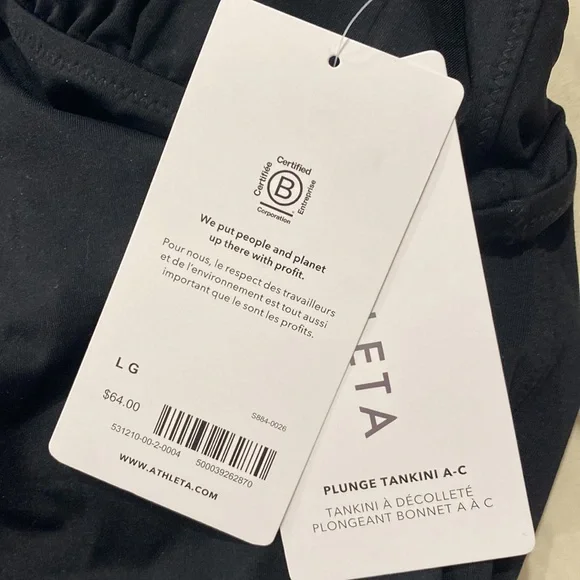 Certified
Certifiée
B
Corporation
Entreprise
We put people and planet
up there with profit.
Pour nous, le respect des travailleurs
et de l'environnement est tout aussi
important que le sont les profits.
L G
$64.00
S884-0026
531210-00-2-0004
500039262870
WWW.ATHLETA.COM
LETA
PLUNGE TANKINI A-C
TANKINI À DÉCOLLETÉ
PLONGEANT BONNET A À C